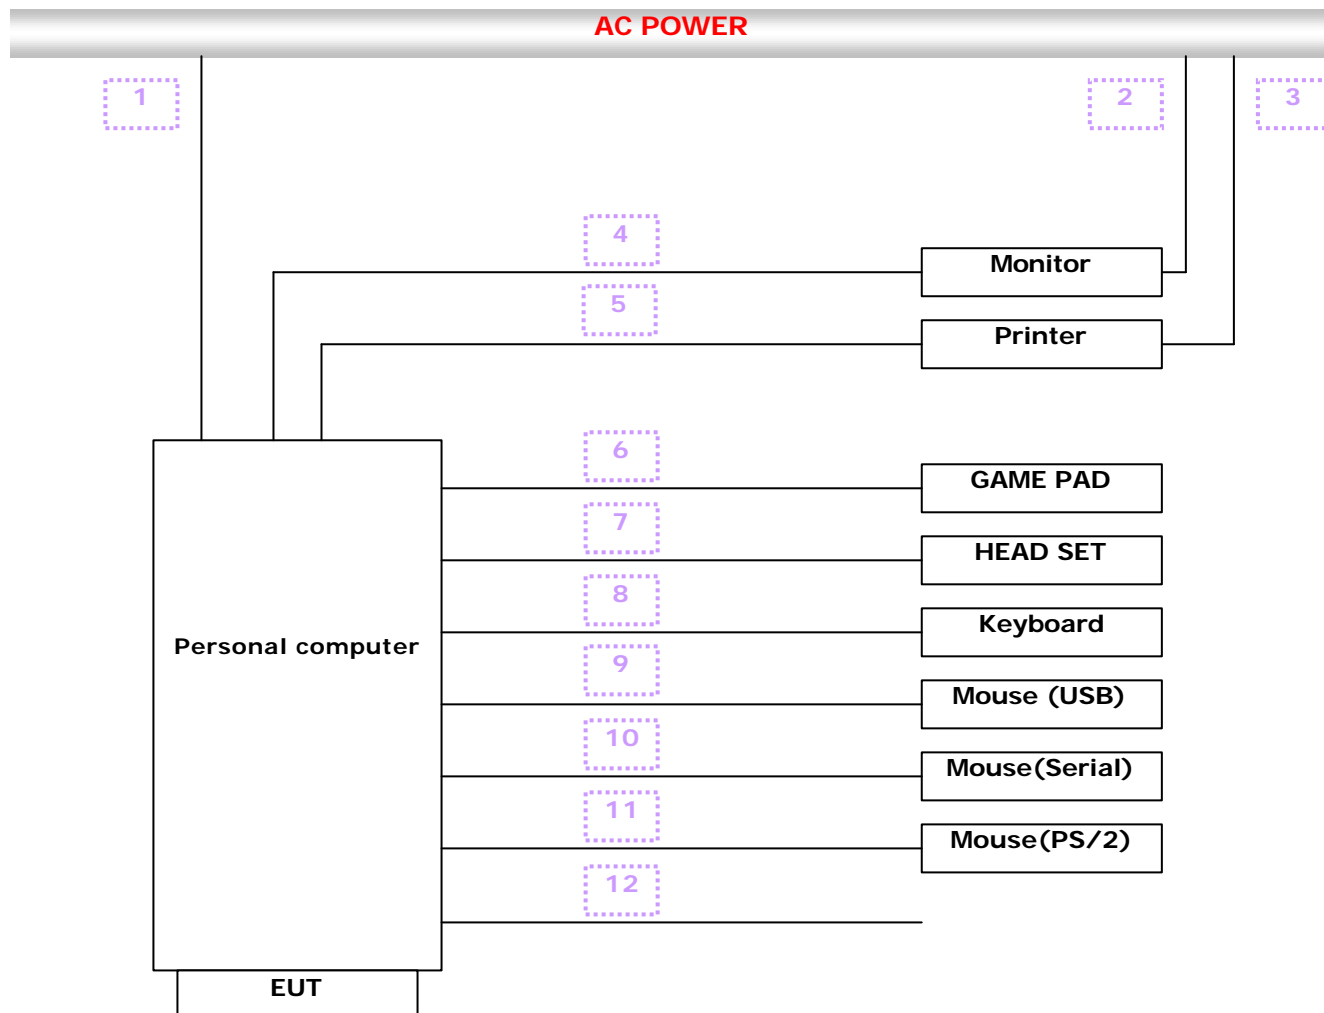 AC POWER
1
2
3
4
Monitor
5
Printer
6
GAME PAD
7
HEAD SET
8
Keyboard
Personal computer
9
Mouse (USB)
10
Mouse(Serial)
11
Mouse(PS/2)
12
EUT